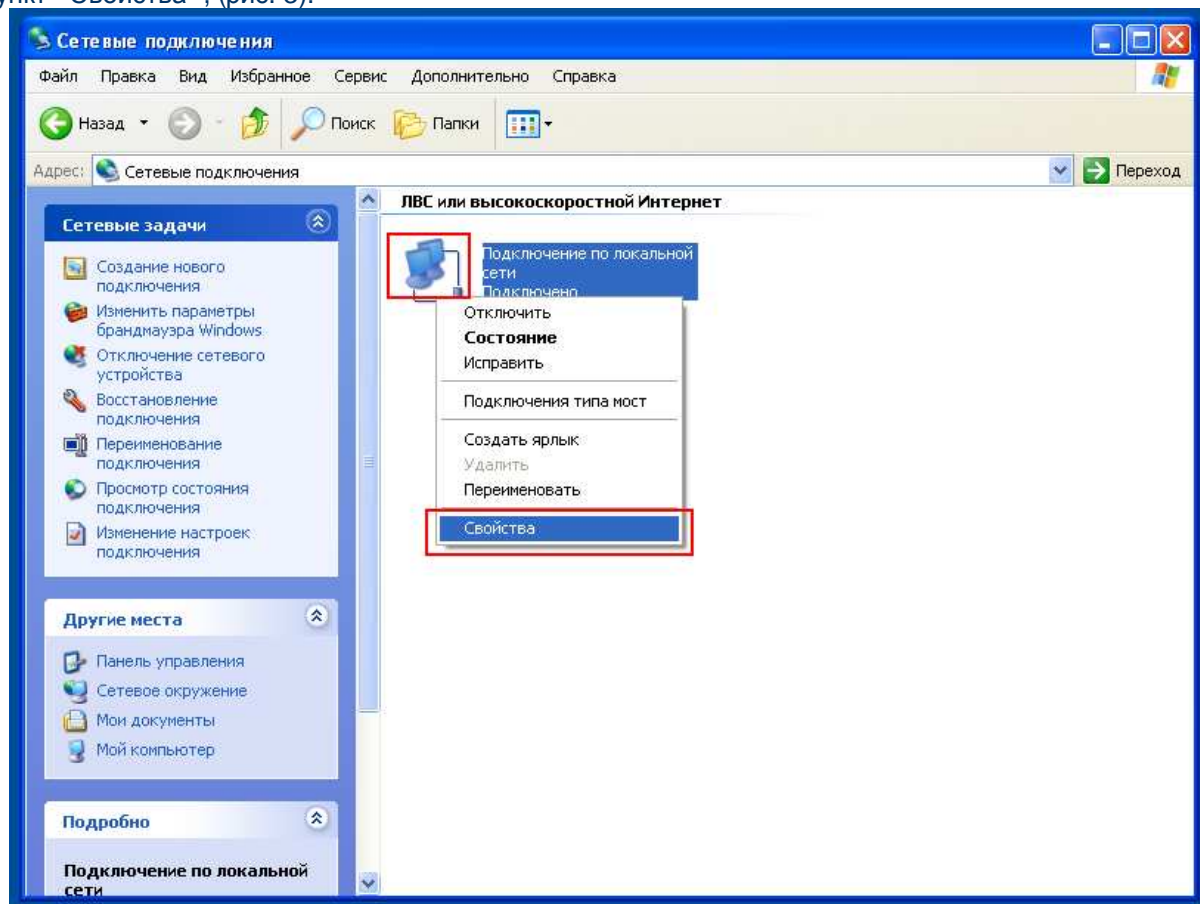 "Свойства", (рис.
Сетевые подключения
Файл Правка Вид Избранное Сервис Дополнительно Справка
Назад Поиск Папки
Адрес: Сетевые подключения Переход
Сетевые задачи
Создание нового
подключения
Изменить параметры
брандмауэра Windows
Отключение сетевого
устройства
Восстановление
подключения
Переименование
подключения
Просмотр состояния
подключения
Изменение настроек
подключения
Другие места
Панель управления
Сетевое окружение
Мои документы
Мой компьютер
Подробно
Подключение по локальной
сети
ЛВС или высокоскоростной Интернет
Подключение по локальной
сети
Подключено
Отключить
Состояние
Исправить
Подключения типа мост
Создать ярлык
Удалить
Переименовать
Свойства